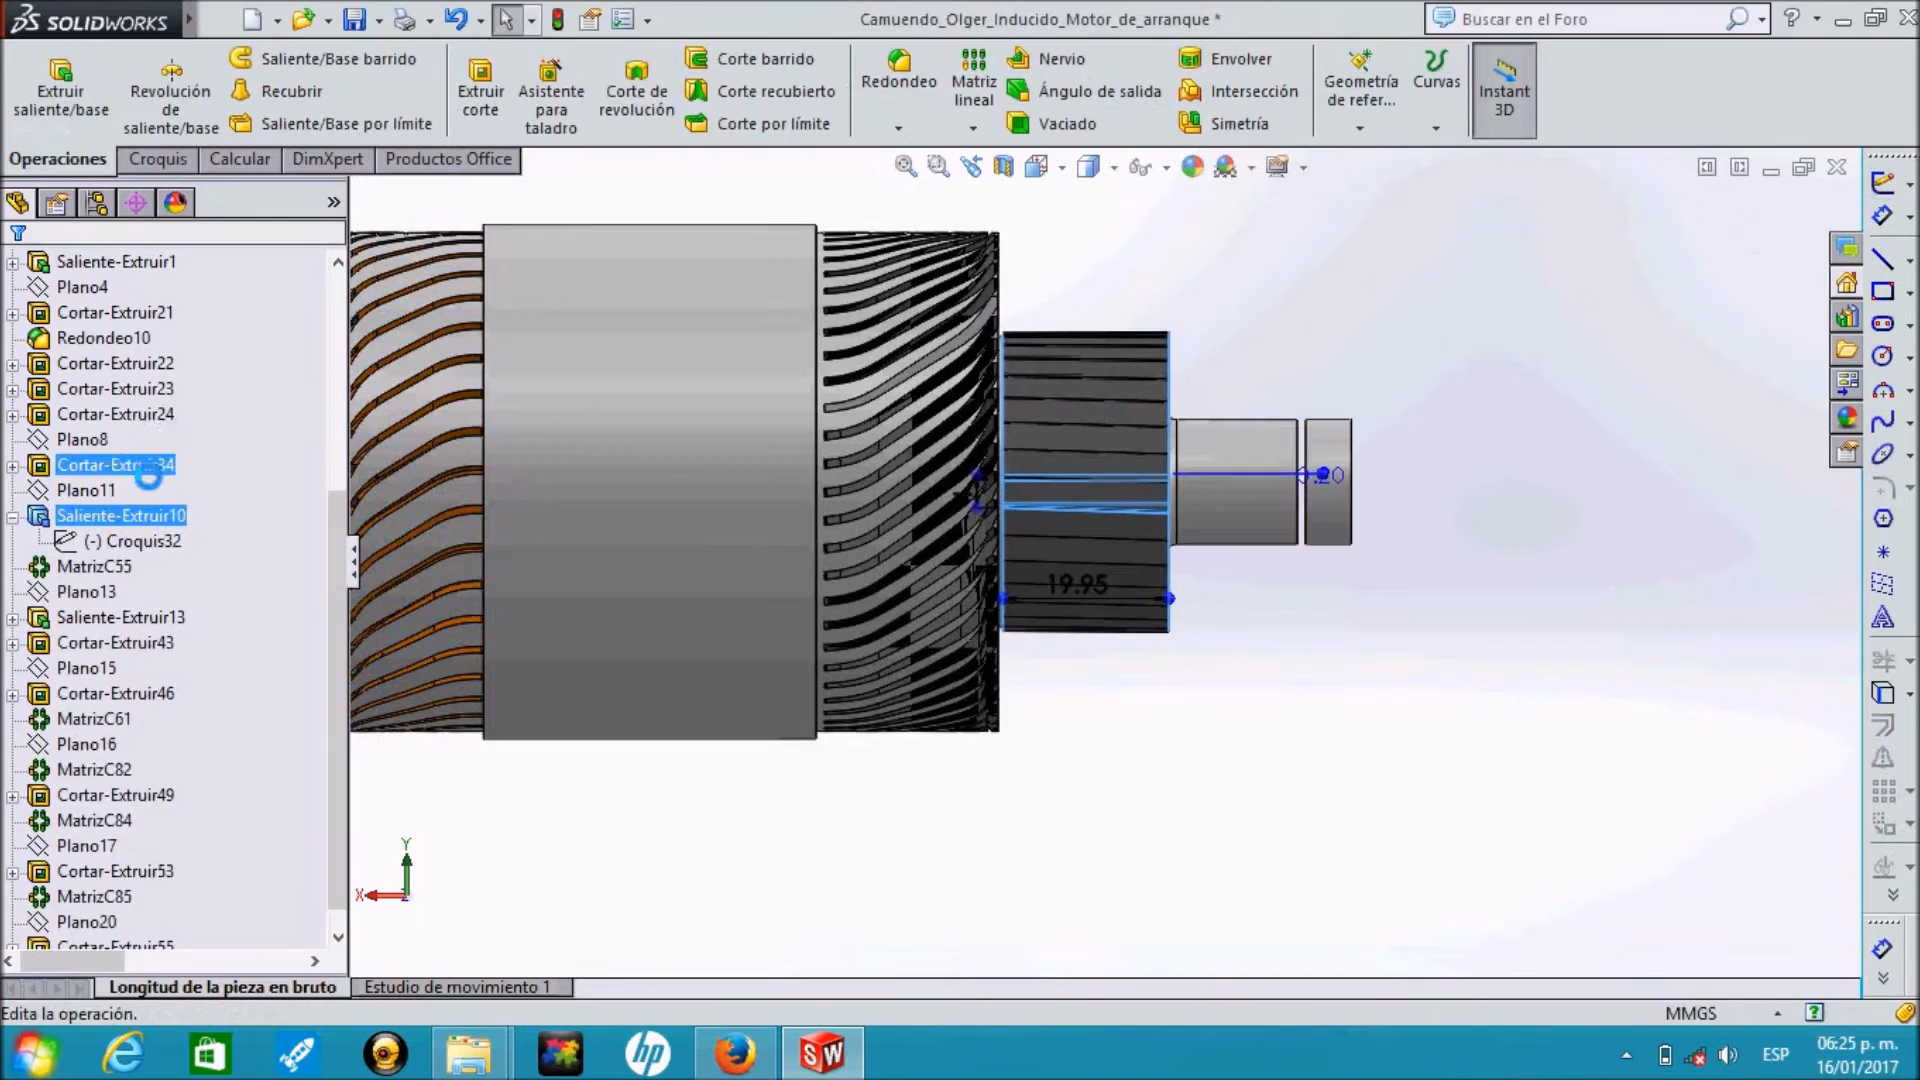 SOLIDWORKS
Camuendo_Olger_Inducido_Motor_de_arranque *
Buscar en el Foro
Extruir saliente/base
Revolución de saliente/base
Saliente/Base barrido
Recubrir
Saliente/Base por límite
Extruir corte
Asistente para taladro
Corte de revolución
Corte barrido
Corte recubierto
Corte por límite
Redondeo
Matriz lineal
Nervio
Ángulo de salida
Vaciado
Envolver
Intersección
Simetría
Geometría de refer...
Curvas
Instant 3D
Operaciones
Croquis
Calcular
DimXpert
Productos Office
Saliente-Extruir1
Plano4
Cortar-Extruir21
Redondeo10
Cortar-Extruir22
Cortar-Extruir23
Cortar-Extruir24
Plano8
Plano11
Saliente-Extruir10
(-) Croquis32
MatrizC55
Plano13
Saliente-Extruir13
Cortar-Extruir43
Plano15
Cortar-Extruir46
MatrizC61
Plano16
MatrizC82
Cortar-Extruir49
MatrizC84
Plano17
Cortar-Extruir53
MatrizC85
Plano20
Cortar-Extruir55
19.95
Y
X
Longitud de la pieza en bruto
Estudio de movimiento 1
Edita la operación.
MMGS
hp
SW
ESP
06:25 p. m.
16/01/2017